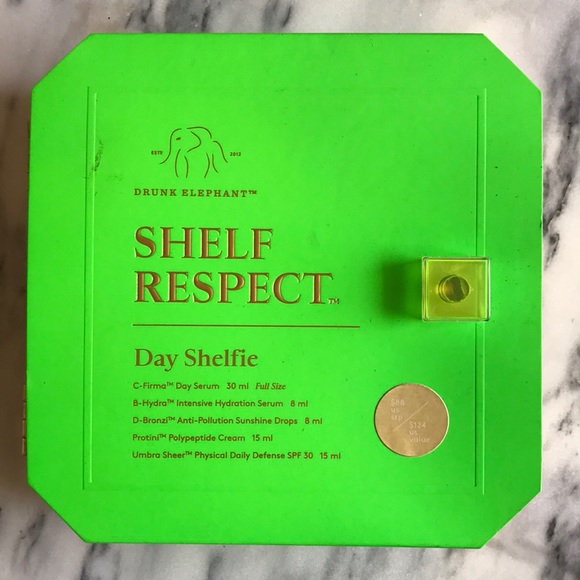 ESTD 2012
DRUNK ELEPHANT™
SHELF
RESPECT™
Day Shelfie
C-Firma™ Day Serum 30 ml Full Size
B-Hydra™ Intensive Hydration Serum 8 ml
D-Bronzi™ Anti-Pollution Sunshine Drops 8 ml
Protini™ Polypeptide Cream 15 ml
Umbra Sheer™ Physical Daily Defense SPF 30 15 ml
$124